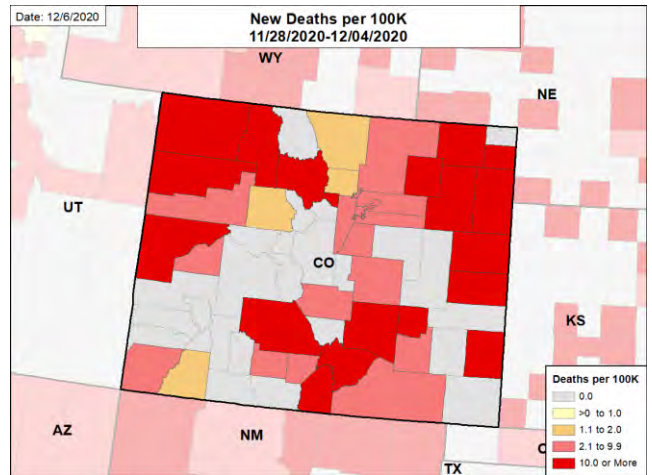 Date: 12/6/2020
New Deaths per 100K
11/28/2020-12/04/2020
WY
NE
UT
CO
KS
AZ
NM
TX
Deaths per 100K
0.0
>0 to 1.0
1.1 to 2.0
2.1 to 9.9
10.0 or More